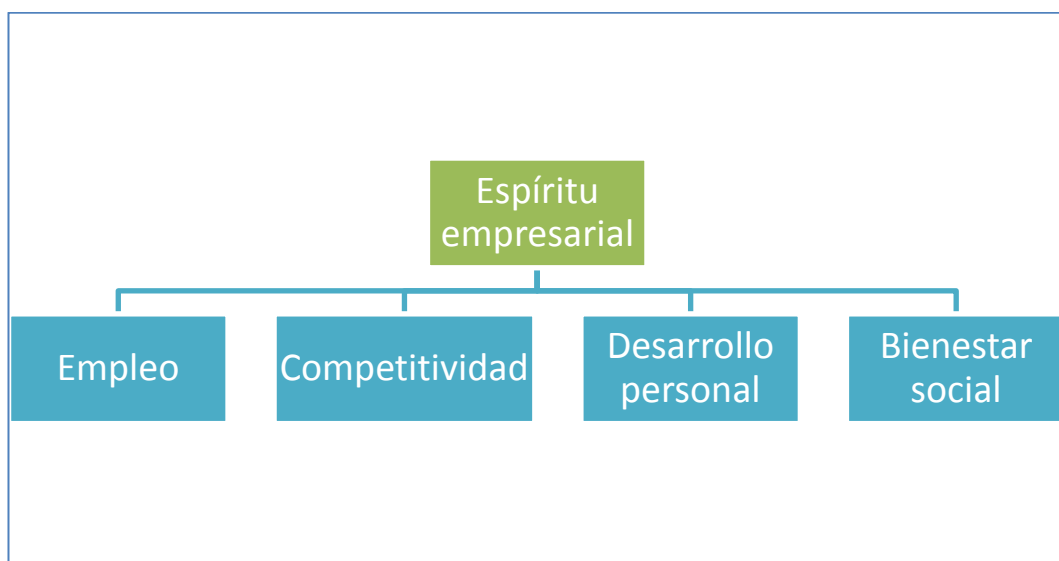 Espíritu
empresarial
Empleo
Competitividad
Desarrollo
personal
Bienestar
social